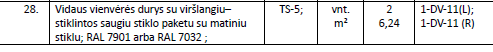 28. Vidaus vienvėrės durys su viršlangiu– TS-5; vnt. 2 1-DV-11(L);
stiklintos saugiu stiklo paketu su matiniu m² 6,24 1-DV-11 (R)
stiklu; RAL 7901 arba RAL 7032 ;